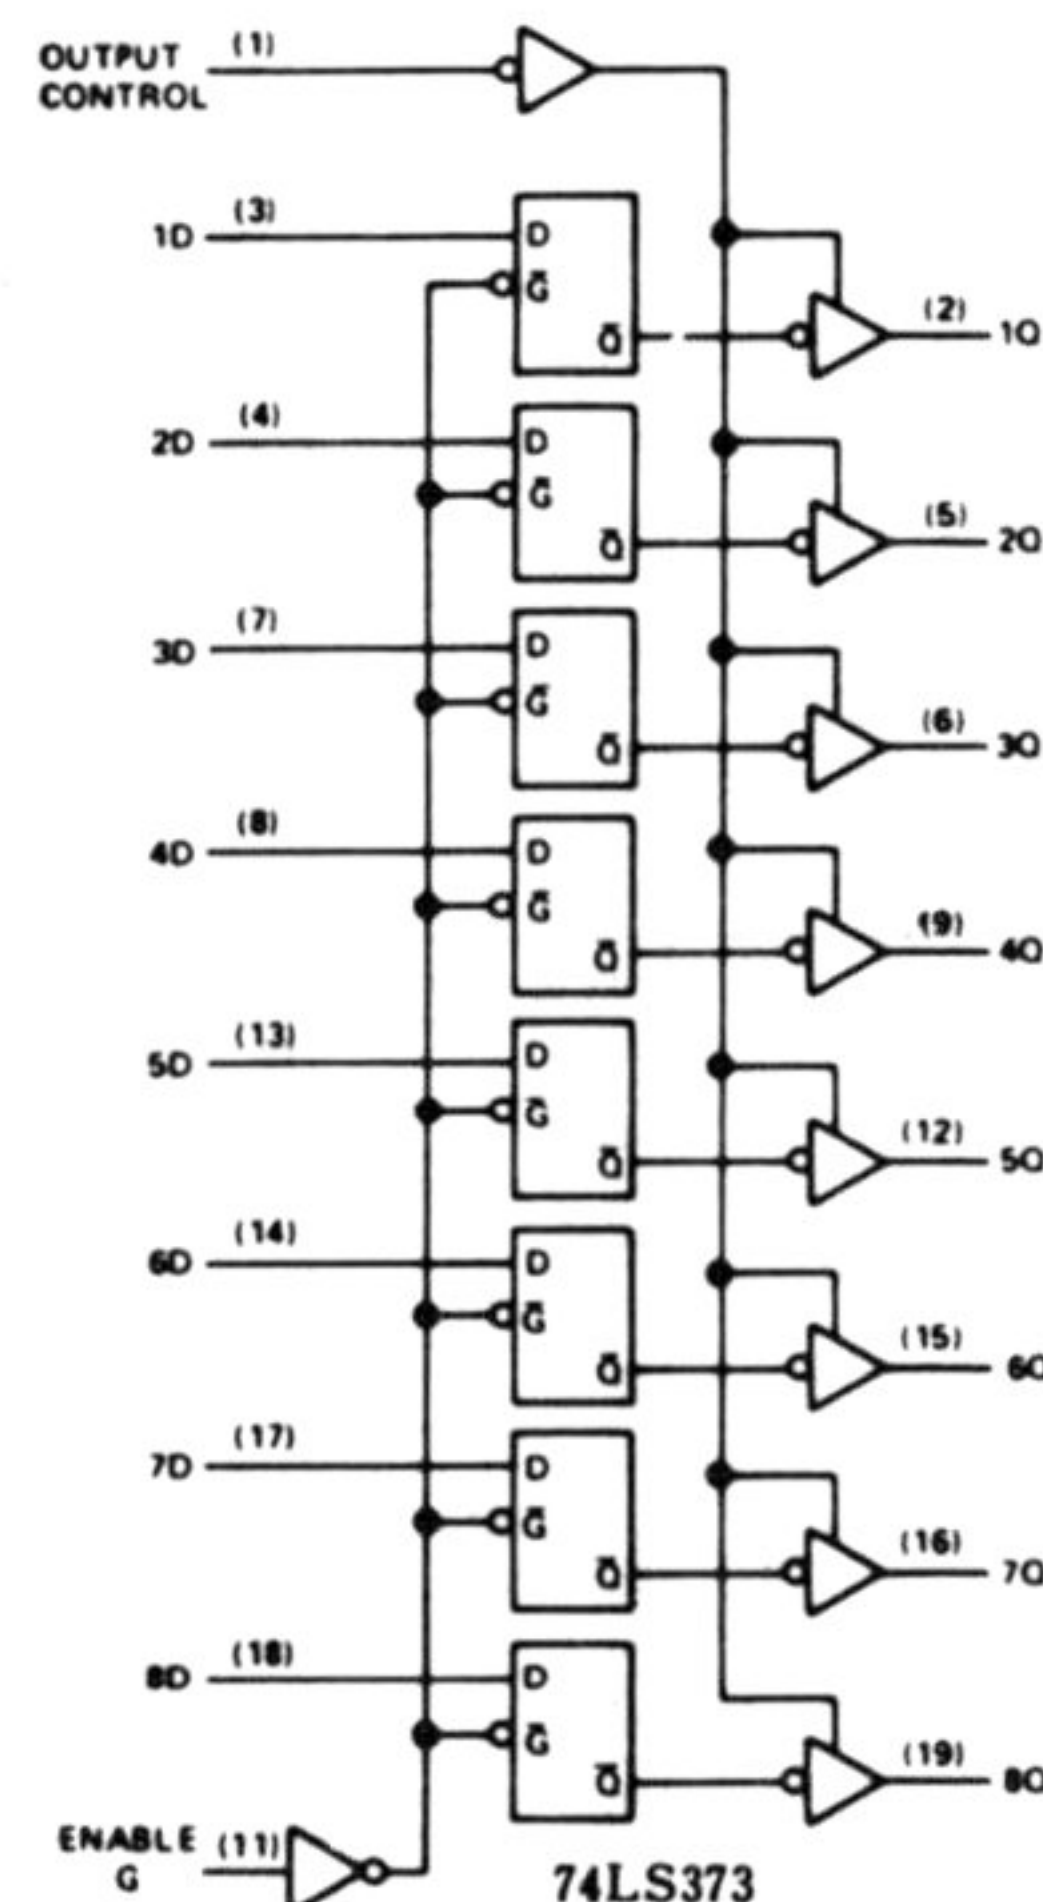 OUTPUT (1)
CONTROL
1D (3) D
G̅
Q̅ (2) 1Q
2D (4) D
G̅
Q̅ (5) 2Q
3D (7) D
G̅
Q̅ (6) 3Q
4D (8) D
G̅
Q̅ (9) 4Q
5D (13) D
G̅
Q̅ (12) 5Q
6D (14) D
G̅
Q̅ (15) 6Q
7D (17) D
G̅
Q̅ (16) 7Q
8D (18) D
G̅
Q̅ (19) 8Q
ENABLE (11)
G
74LS373